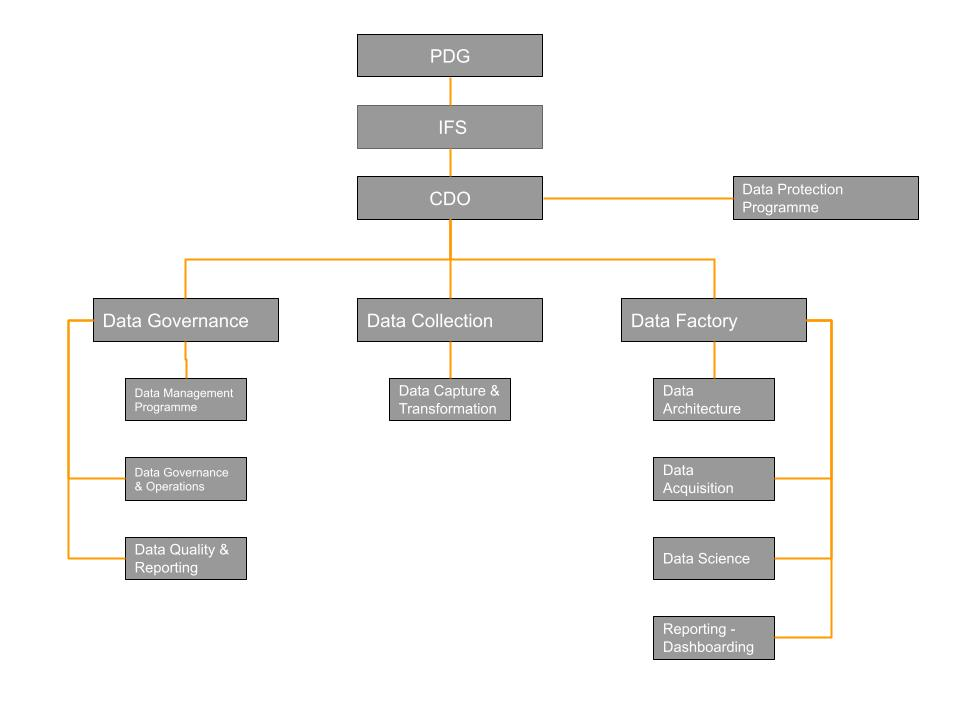 PDG
IFS
CDO
Data Protection
Programme
Data Governance
Data Collection
Data Factory
Data Management
Programme
Data Capture &
Transformation
Data
Architecture
Data Governance
& Operations
Data
Acquisition
Data Quality &
Reporting
Data Science
Reporting -
Dashboarding